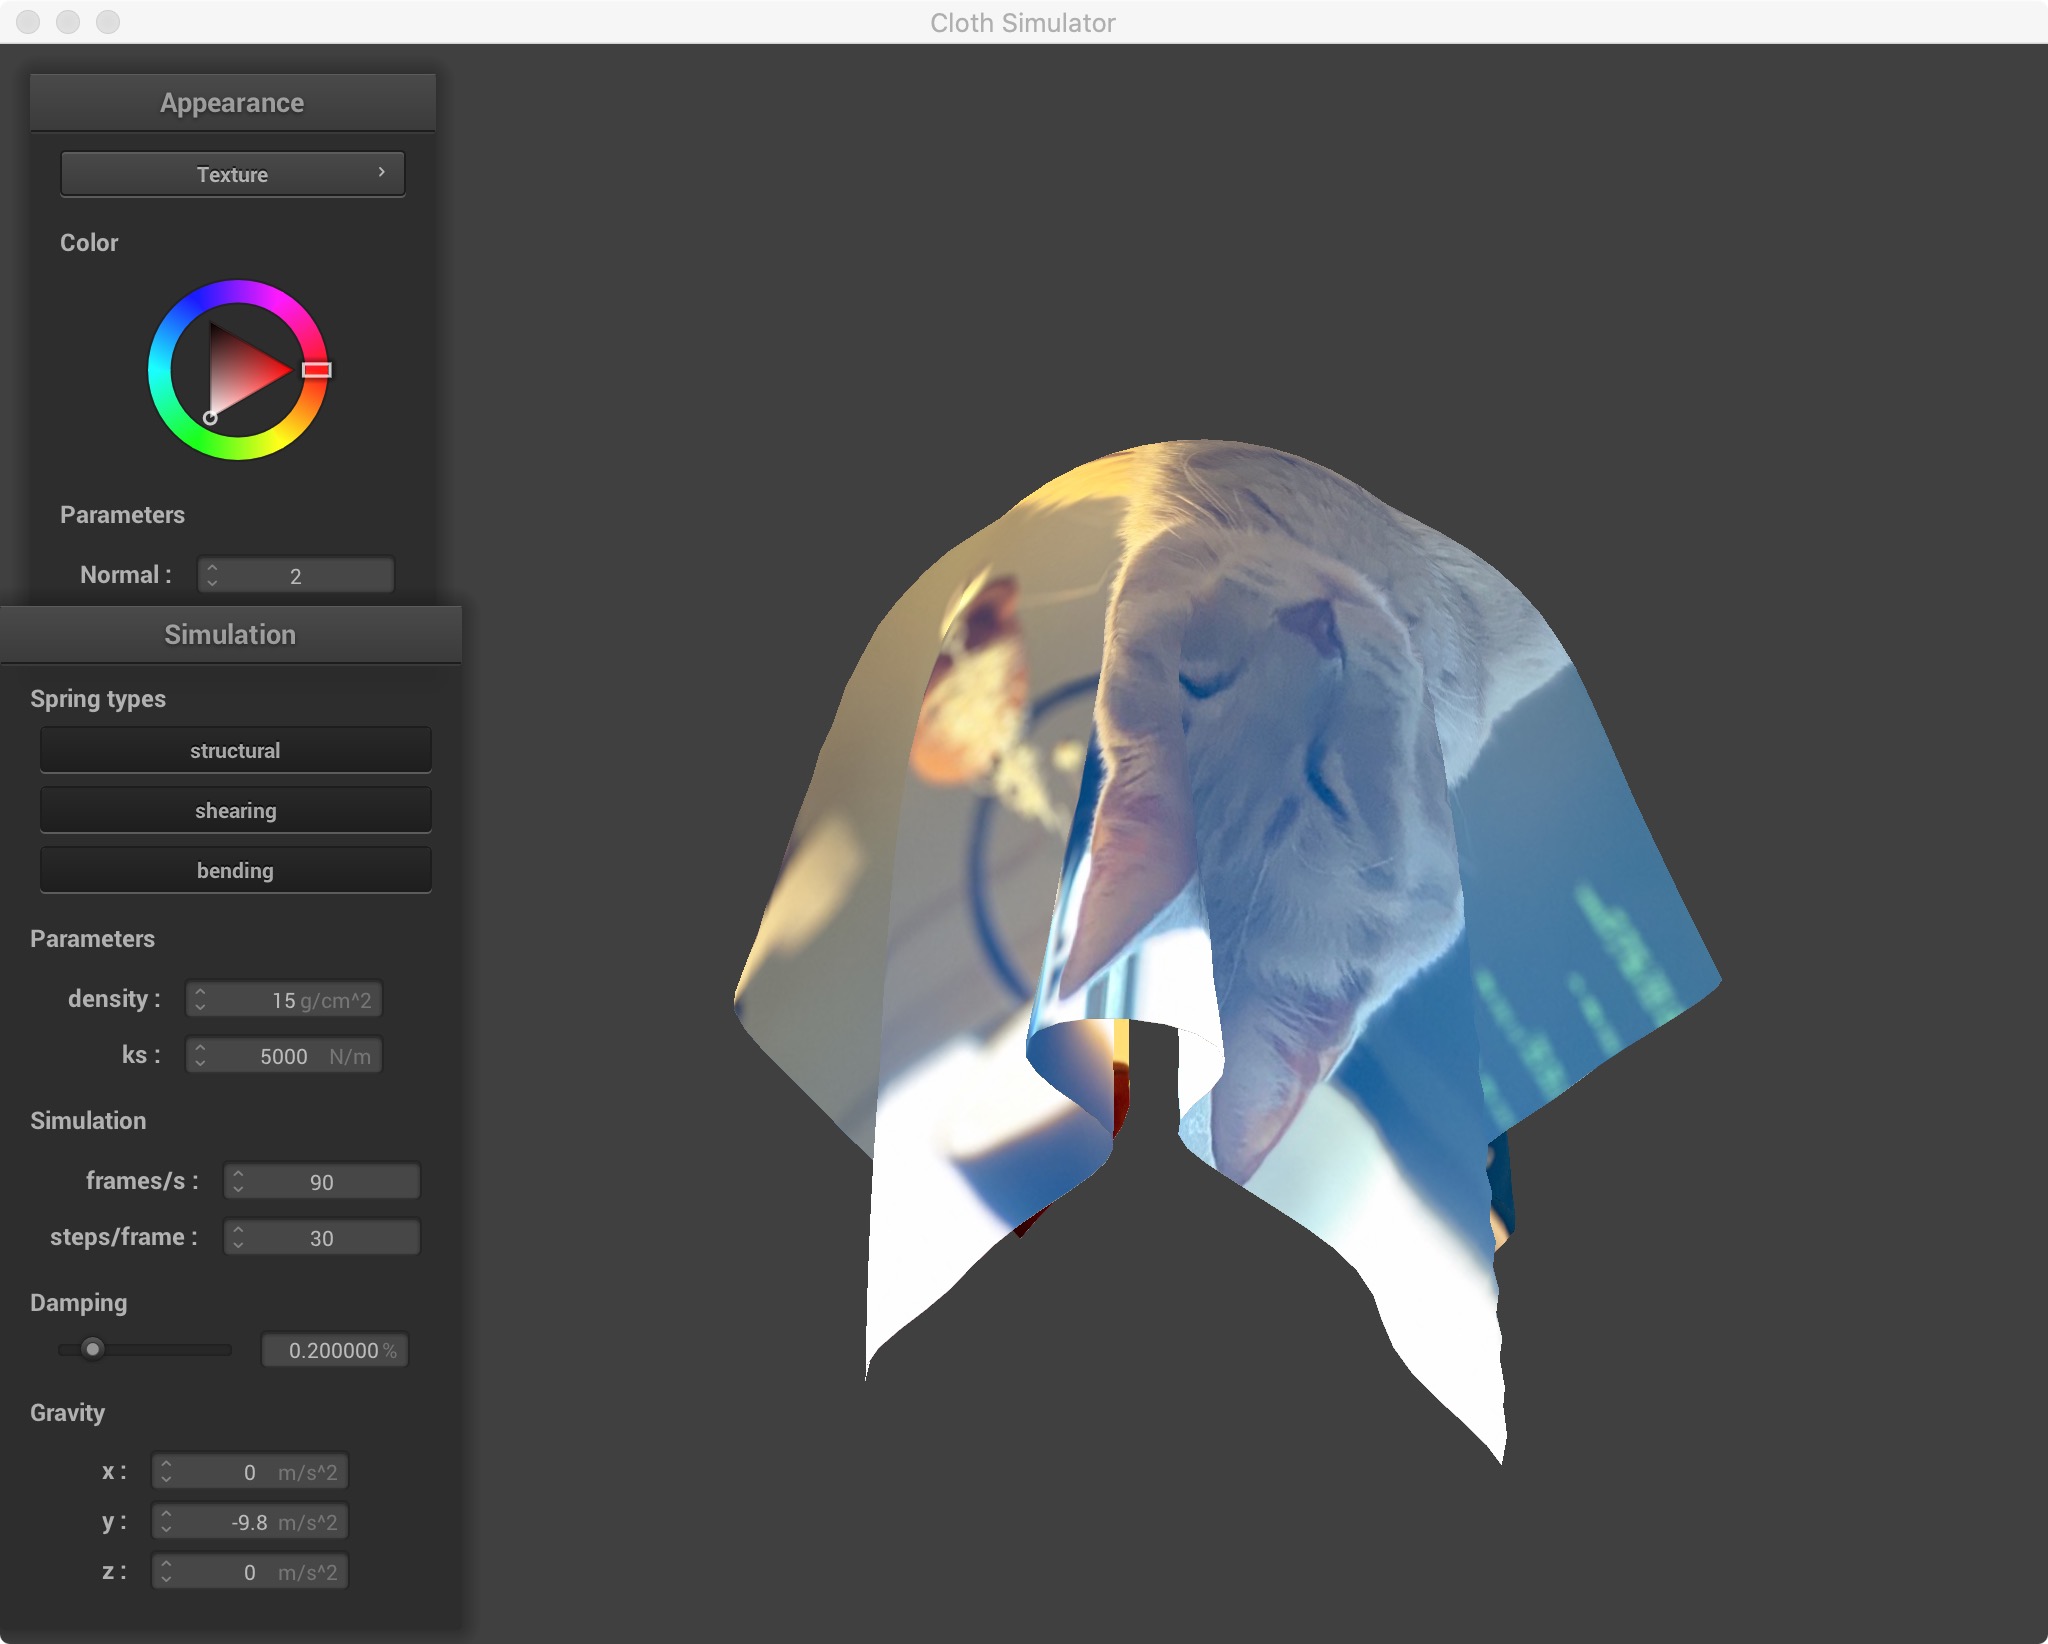 Cloth Simulator
Appearance
Texture
Color
Parameters
Normal : 2
Simulation
Spring types
structural
shearing
bending
Parameters
density : 15 g/cm^2
ks : 5000 N/m
Simulation
frames/s : 90
steps/frame : 30
Damping
0.200000 %
Gravity
x : 0 m/s^2
y : -9.8 m/s^2
z : 0 m/s^2